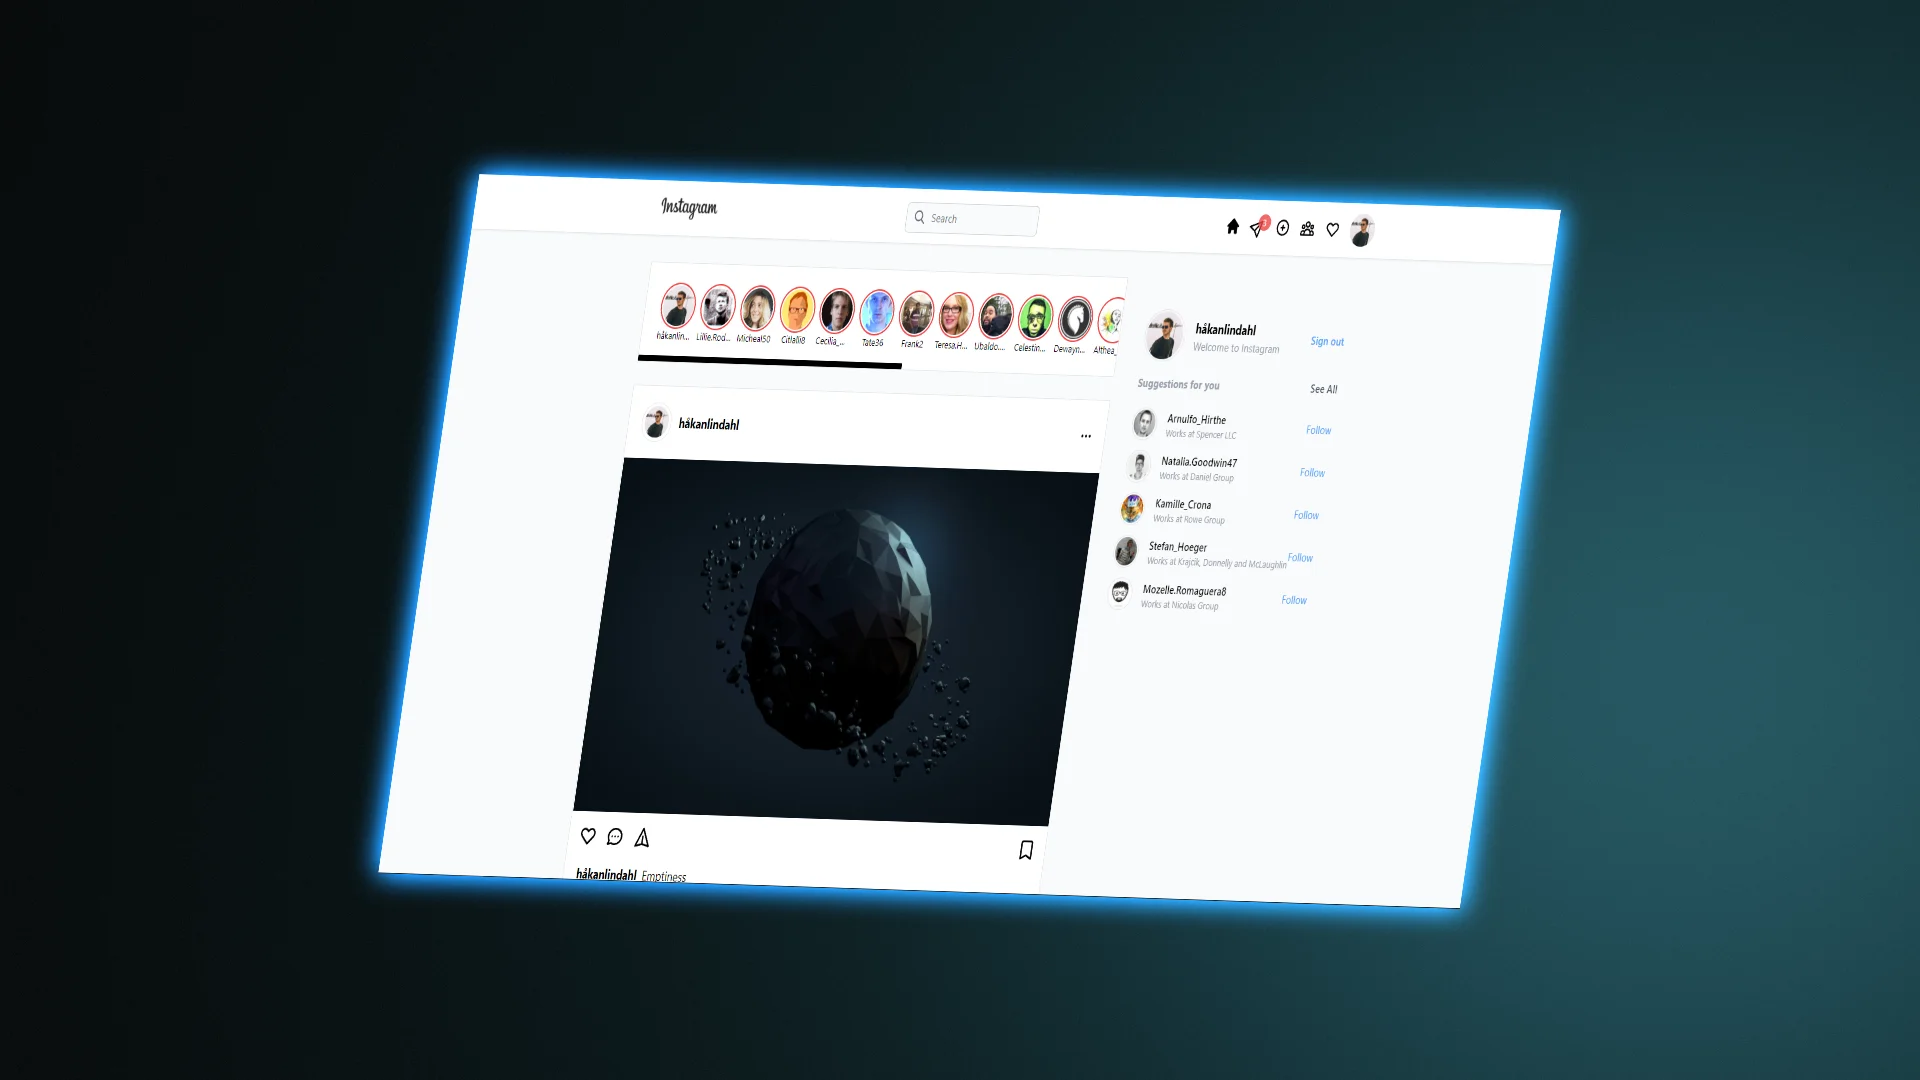 Instagram
Search
3
håkanlin...
Lillie.Rod...
Micheal50
Citlalli8
Cecilia_...
Tate36
Frank2
Teresa.H...
Ubaldo....
Celestin...
Dewayn...
Althea_
håkanlindahl
Welcome to Instagram
Sign out
Suggestions for you
See All
Arnulfo_Hirthe
Works at Spencer LLC
Follow
Natalia.Goodwin47
Works at Daniel Group
Follow
Kamille_Crona
Works at Rowe Group
Follow
Stefan_Hoeger
Works at Krajcik, Donnelly and McLaughlin
Follow
Mozelle.Romaguera8
Works at Nicolas Group
Follow
håkanlindahl
...
håkanlindahl Emptiness